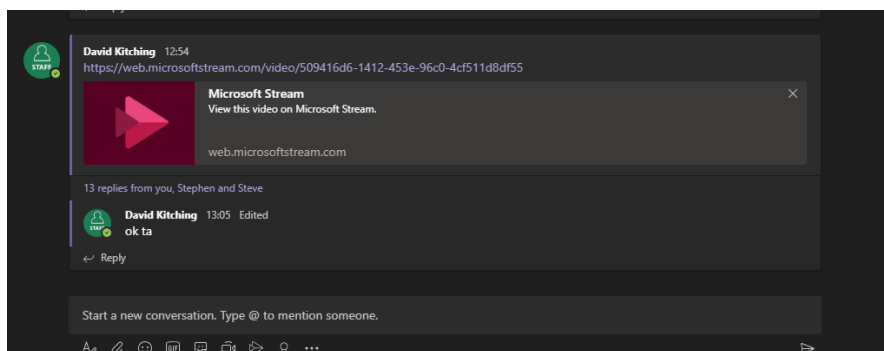 David Kitching 12:54
https://web.microsoftstream.com/video/509416d6-1412-453e-96c0-4cf511d8df55
Microsoft Stream
View this video on Microsoft Stream.
web.microsoftstream.com
13 replies from you, Stephen and Steve
David Kitching 13:05 Edited
ok ta
Reply
Start a new conversation. Type @ to mention someone.
STAFF
STAFF
GIF